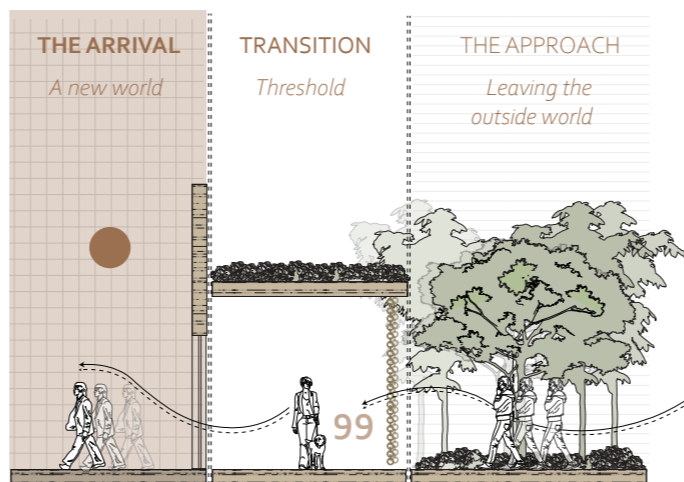 THE ARRIVAL
A new world
TRANSITION
Threshold
THE APPROACH
Leaving the
outside world
99